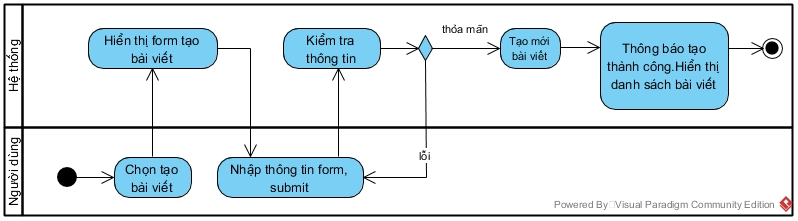 Hệ thống
Hiển thị form tạo
bài viết
Kiểm tra
thông tin
thỏa mãn
Tạo mới
bài viết
Thông báo tạo
thành công.Hiển thị
danh sách bài viết
Người dùng
Chọn tạo
bài viết
Nhập thông tin form,
submit
lỗi
Powered By Visual Paradigm Community Edition